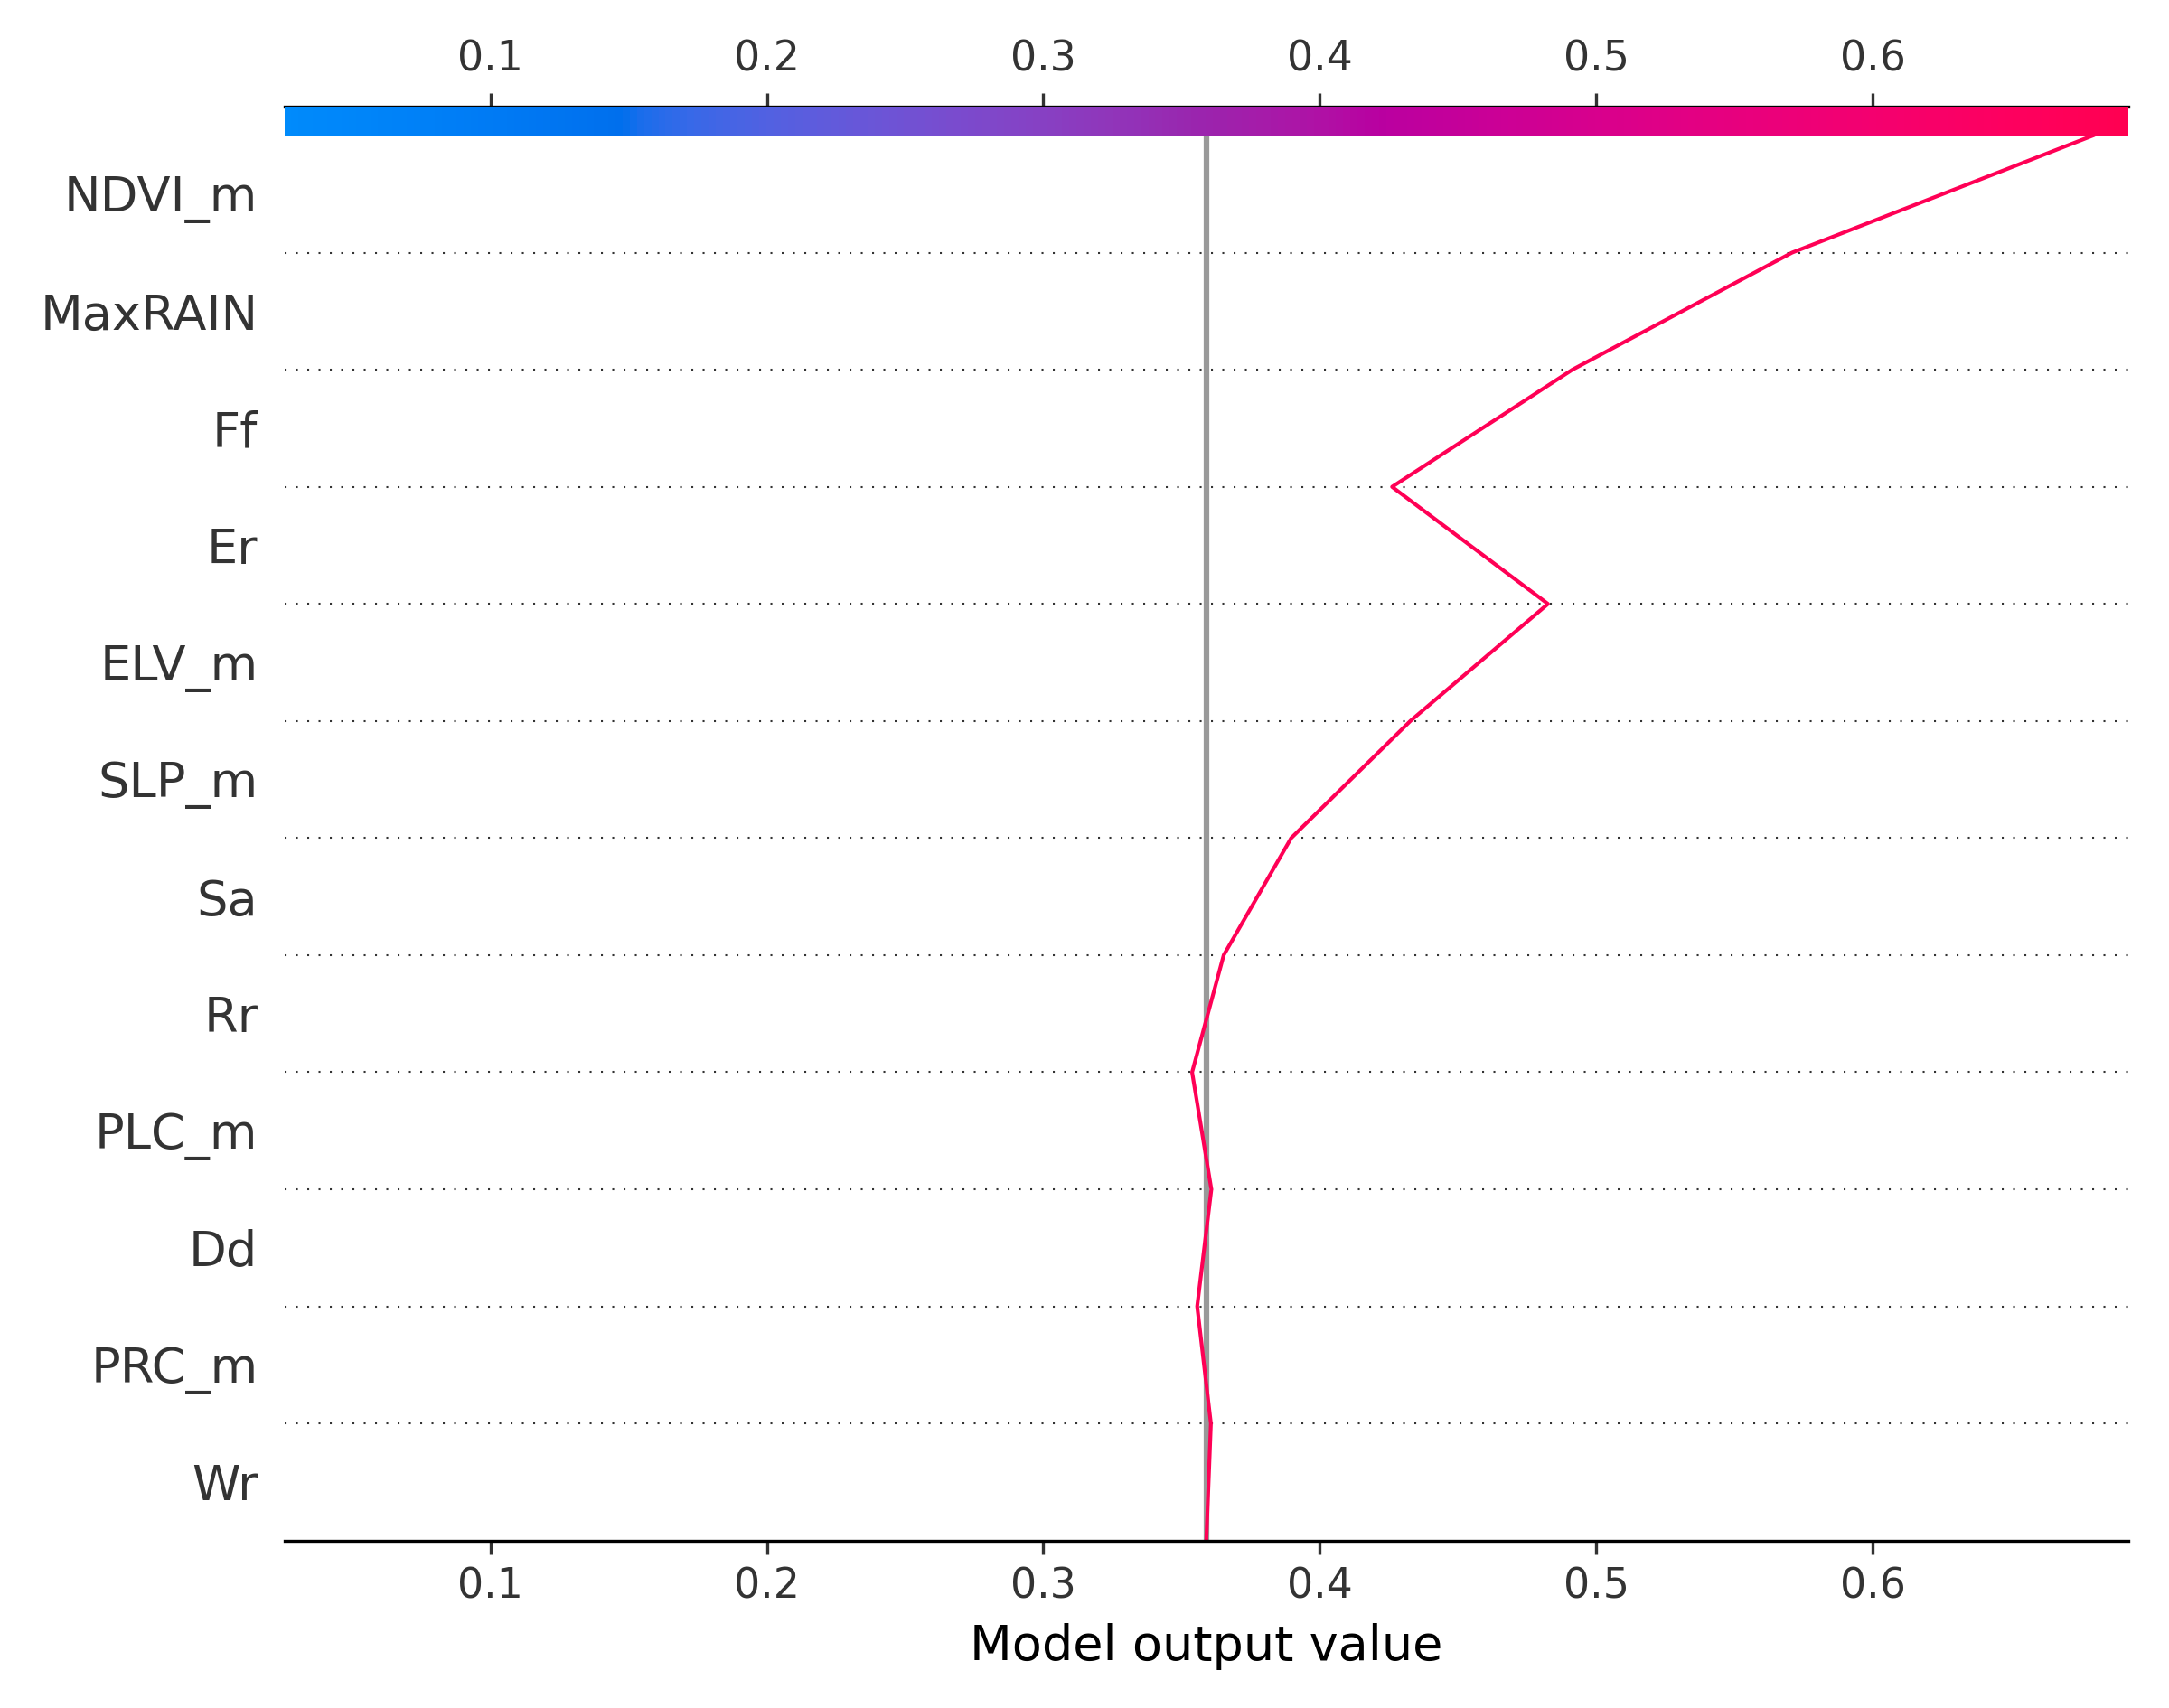 0.1 0.2 0.3 0.4 0.5 0.6
NDVI_m
MaxRAIN
Ff
Er
ELV_m
SLP_m
Sa
Rr
PLC_m
Dd
PRC_m
Wr
0.1 0.2 0.3 0.4 0.5 0.6
Model output value